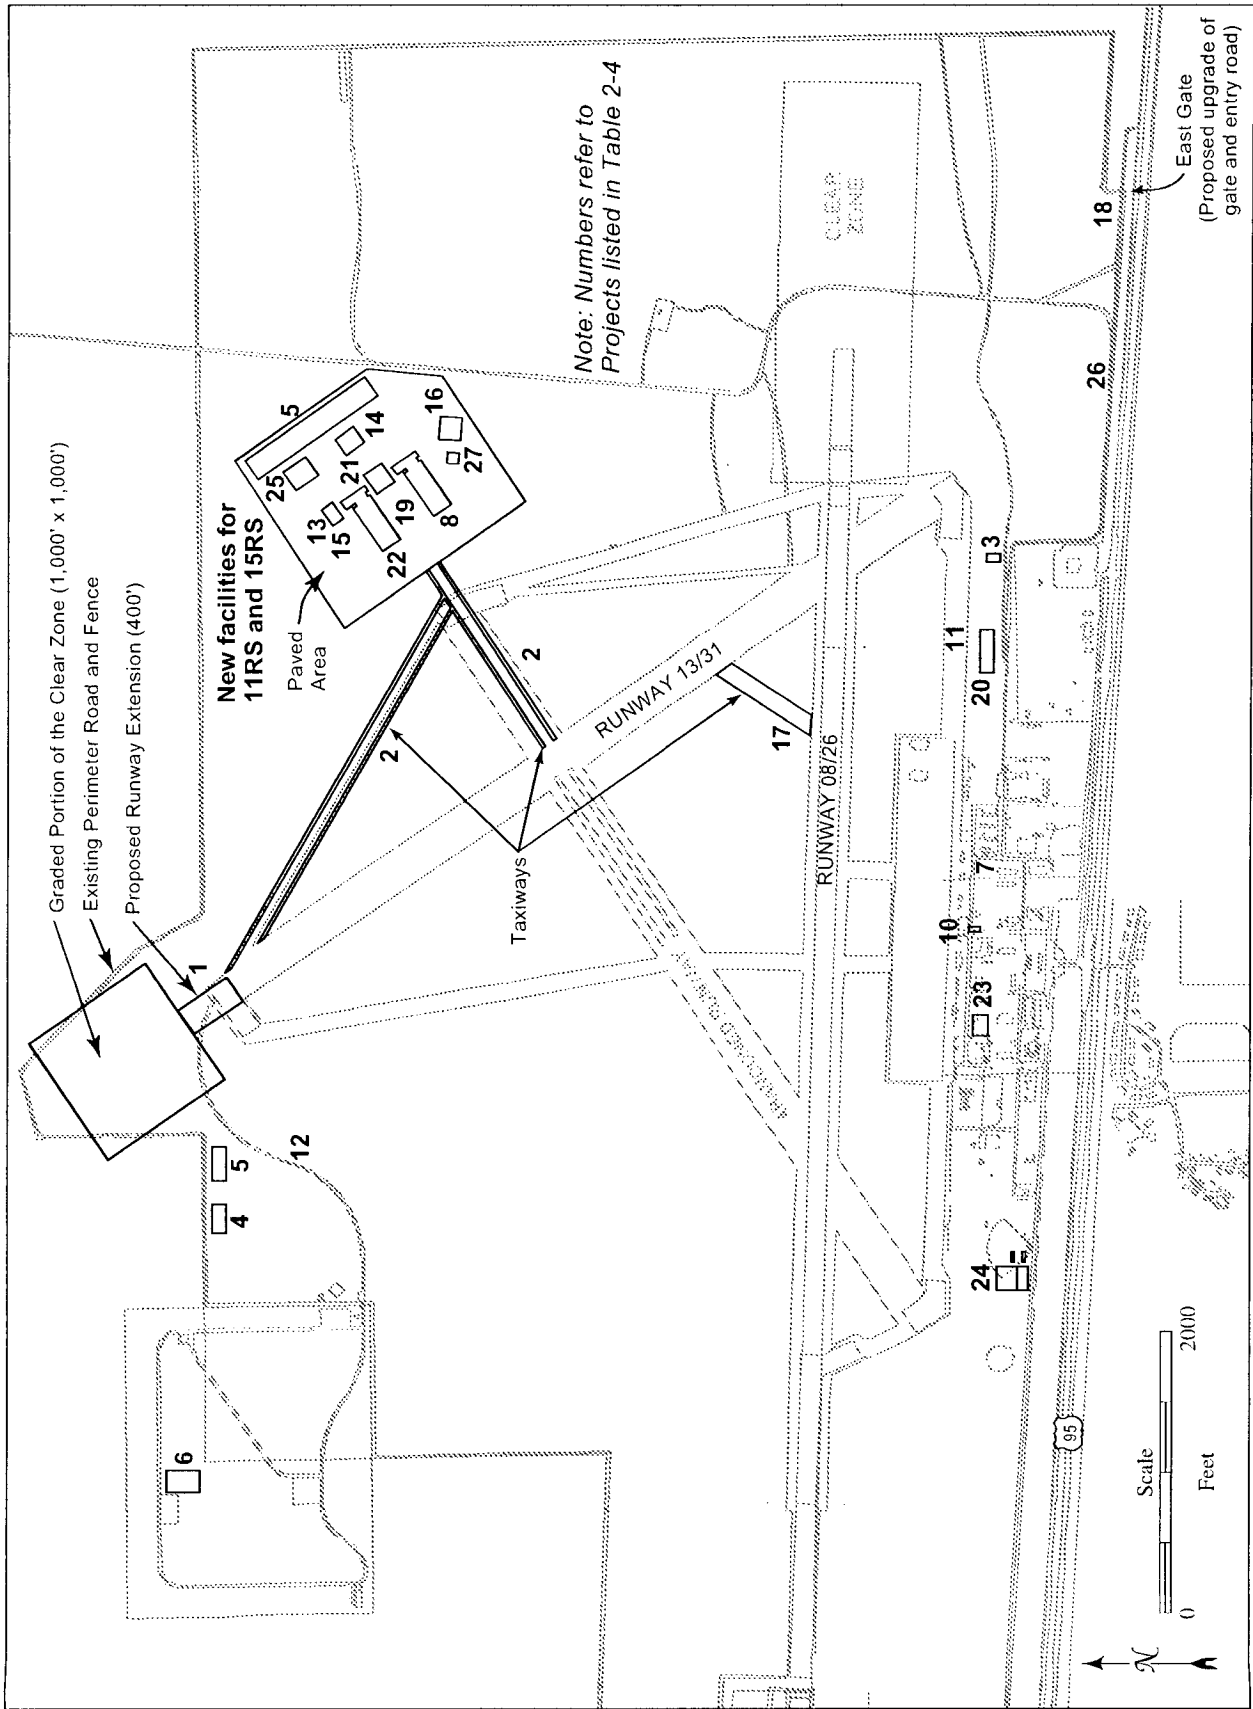 Graded Portion of the Clear Zone (1,000' x 1,000')
Existing Perimeter Road and Fence
Proposed Runway Extension (400')
1
12
5
4
6
New facilities for
11RS and 15RS
Paved
Area
5
25
14
21
13
15
19
22
8
16
27
2
2
Taxiways
Note: Numbers refer to
Projects listed in Table 2-4
CLEAR
ZONE
RUNWAY 13/31
17
RUNWAY 08/26
ABANDONED RUNWAY
11
20
3
7
10
23
24
26
18
East Gate
(Proposed upgrade of
gate and entry road)
95
Scale
0
2000
Feet
N